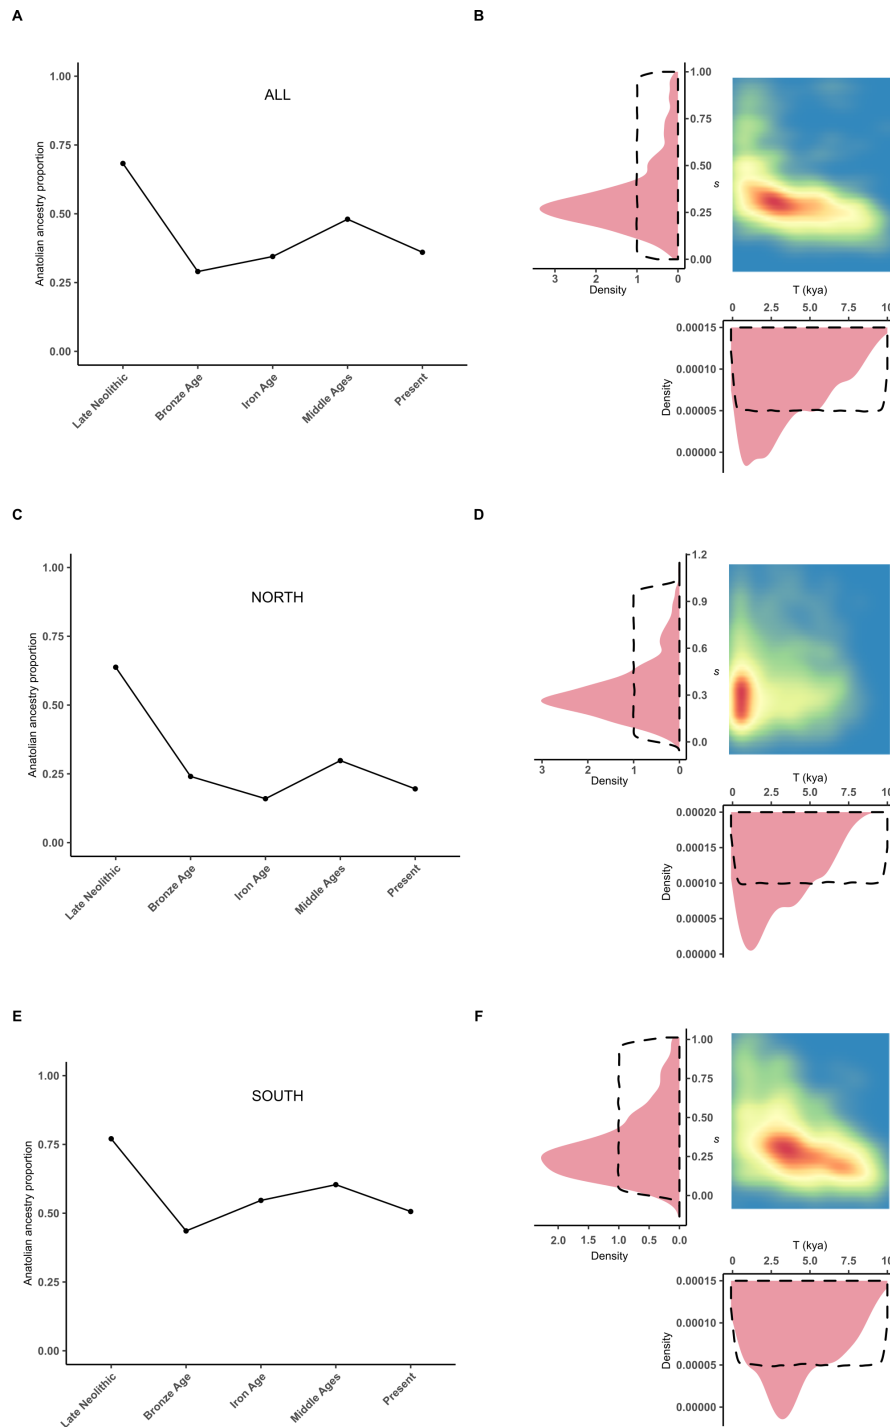 A
B
ALL
Anatolian ancestry proportion
1.00
0.75
0.50
0.25
0.00
Late Neolithic
Bronze Age
Iron Age
Middle Ages
Present
1.00
0.75
0.50
0.25
0.00
s
3
2
1
0
Density
T (kya)
0
2.5
5.0
7.5
10
Density
0.00015
0.00010
0.00005
0.00000
C
D
NORTH
Anatolian ancestry proportion
1.00
0.75
0.50
0.25
0.00
Late Neolithic
Bronze Age
Iron Age
Middle Ages
Present
1.2
0.9
0.6
0.3
0.0
s
3
2
1
0
Density
T (kya)
0
2.5
5.0
7.5
10
Density
0.00020
0.00015
0.00010
0.00005
0.00000
E
F
SOUTH
Anatolian ancestry proportion
1.00
0.75
0.50
0.25
0.00
Late Neolithic
Bronze Age
Iron Age
Middle Ages
Present
1.00
0.75
0.50
0.25
0.00
s
2.0
1.5
1.0
0.5
0.0
Density
T (kya)
0
2.5
5.0
7.5
10
Density
0.00015
0.00010
0.00005
0.00000